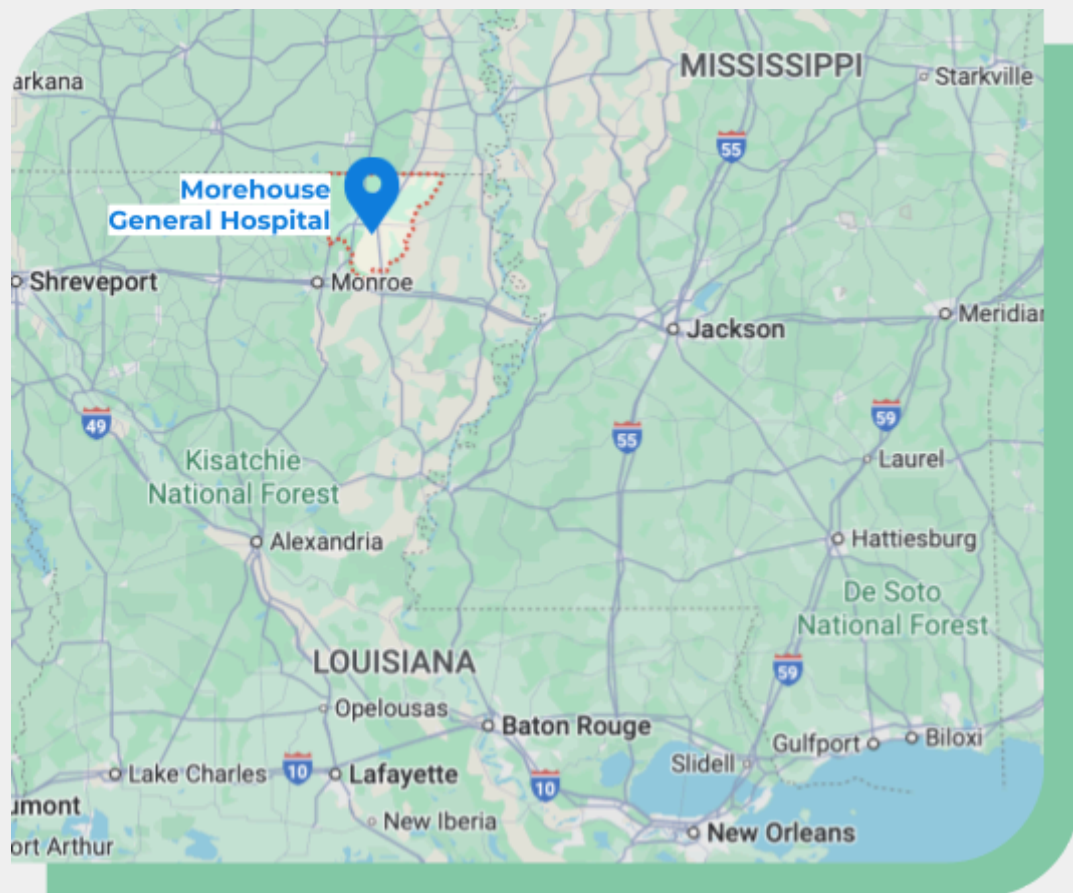 MISSISSIPPI
Starkville
arkana
55
Morehouse
General Hospital
Shreveport
Monroe
Meridian
Jackson
49
55
59
Kisatchie
National Forest
Laurel
Alexandria
Hattiesburg
De Soto
National Forest
LOUISIANA
59
Opelousas
Baton Rouge
Gulfport
Biloxi
Slidell
Lake Charles
10
Lafayette
10
umont
New Iberia
New Orleans
ort Arthur